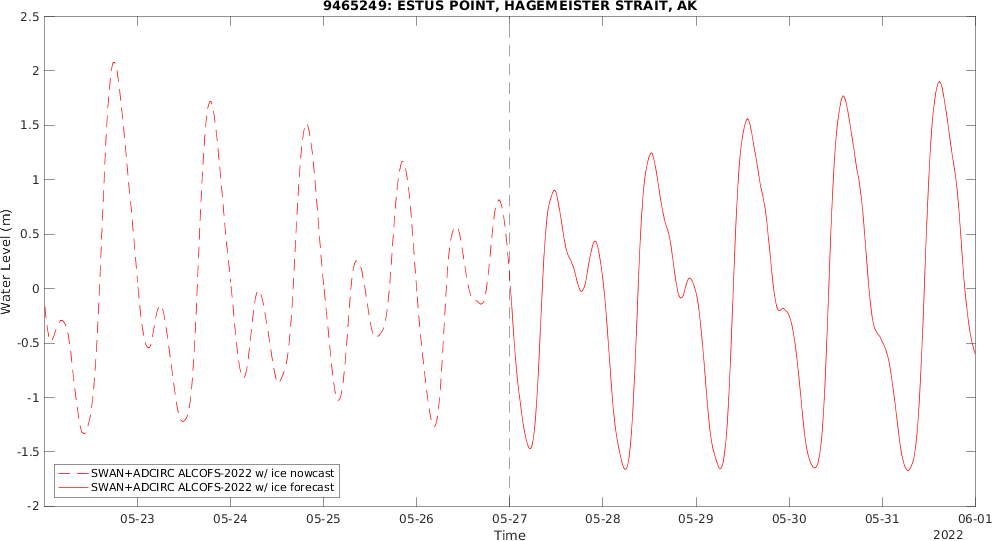 9465249: ESTUS POINT, HAGEMEISTER STRAIT, AK
2.5
2
1.5
1
0.5
0
-0.5
-1
-1.5
-2
Water Level (m)
SWAN+ADCIRC ALCOFS-2022 w/ ice nowcast
SWAN+ADCIRC ALCOFS-2022 w/ ice forecast
05-23 05-24 05-25 05-26 05-27 05-28 05-29 05-30 05-31 06-01
Time
2022